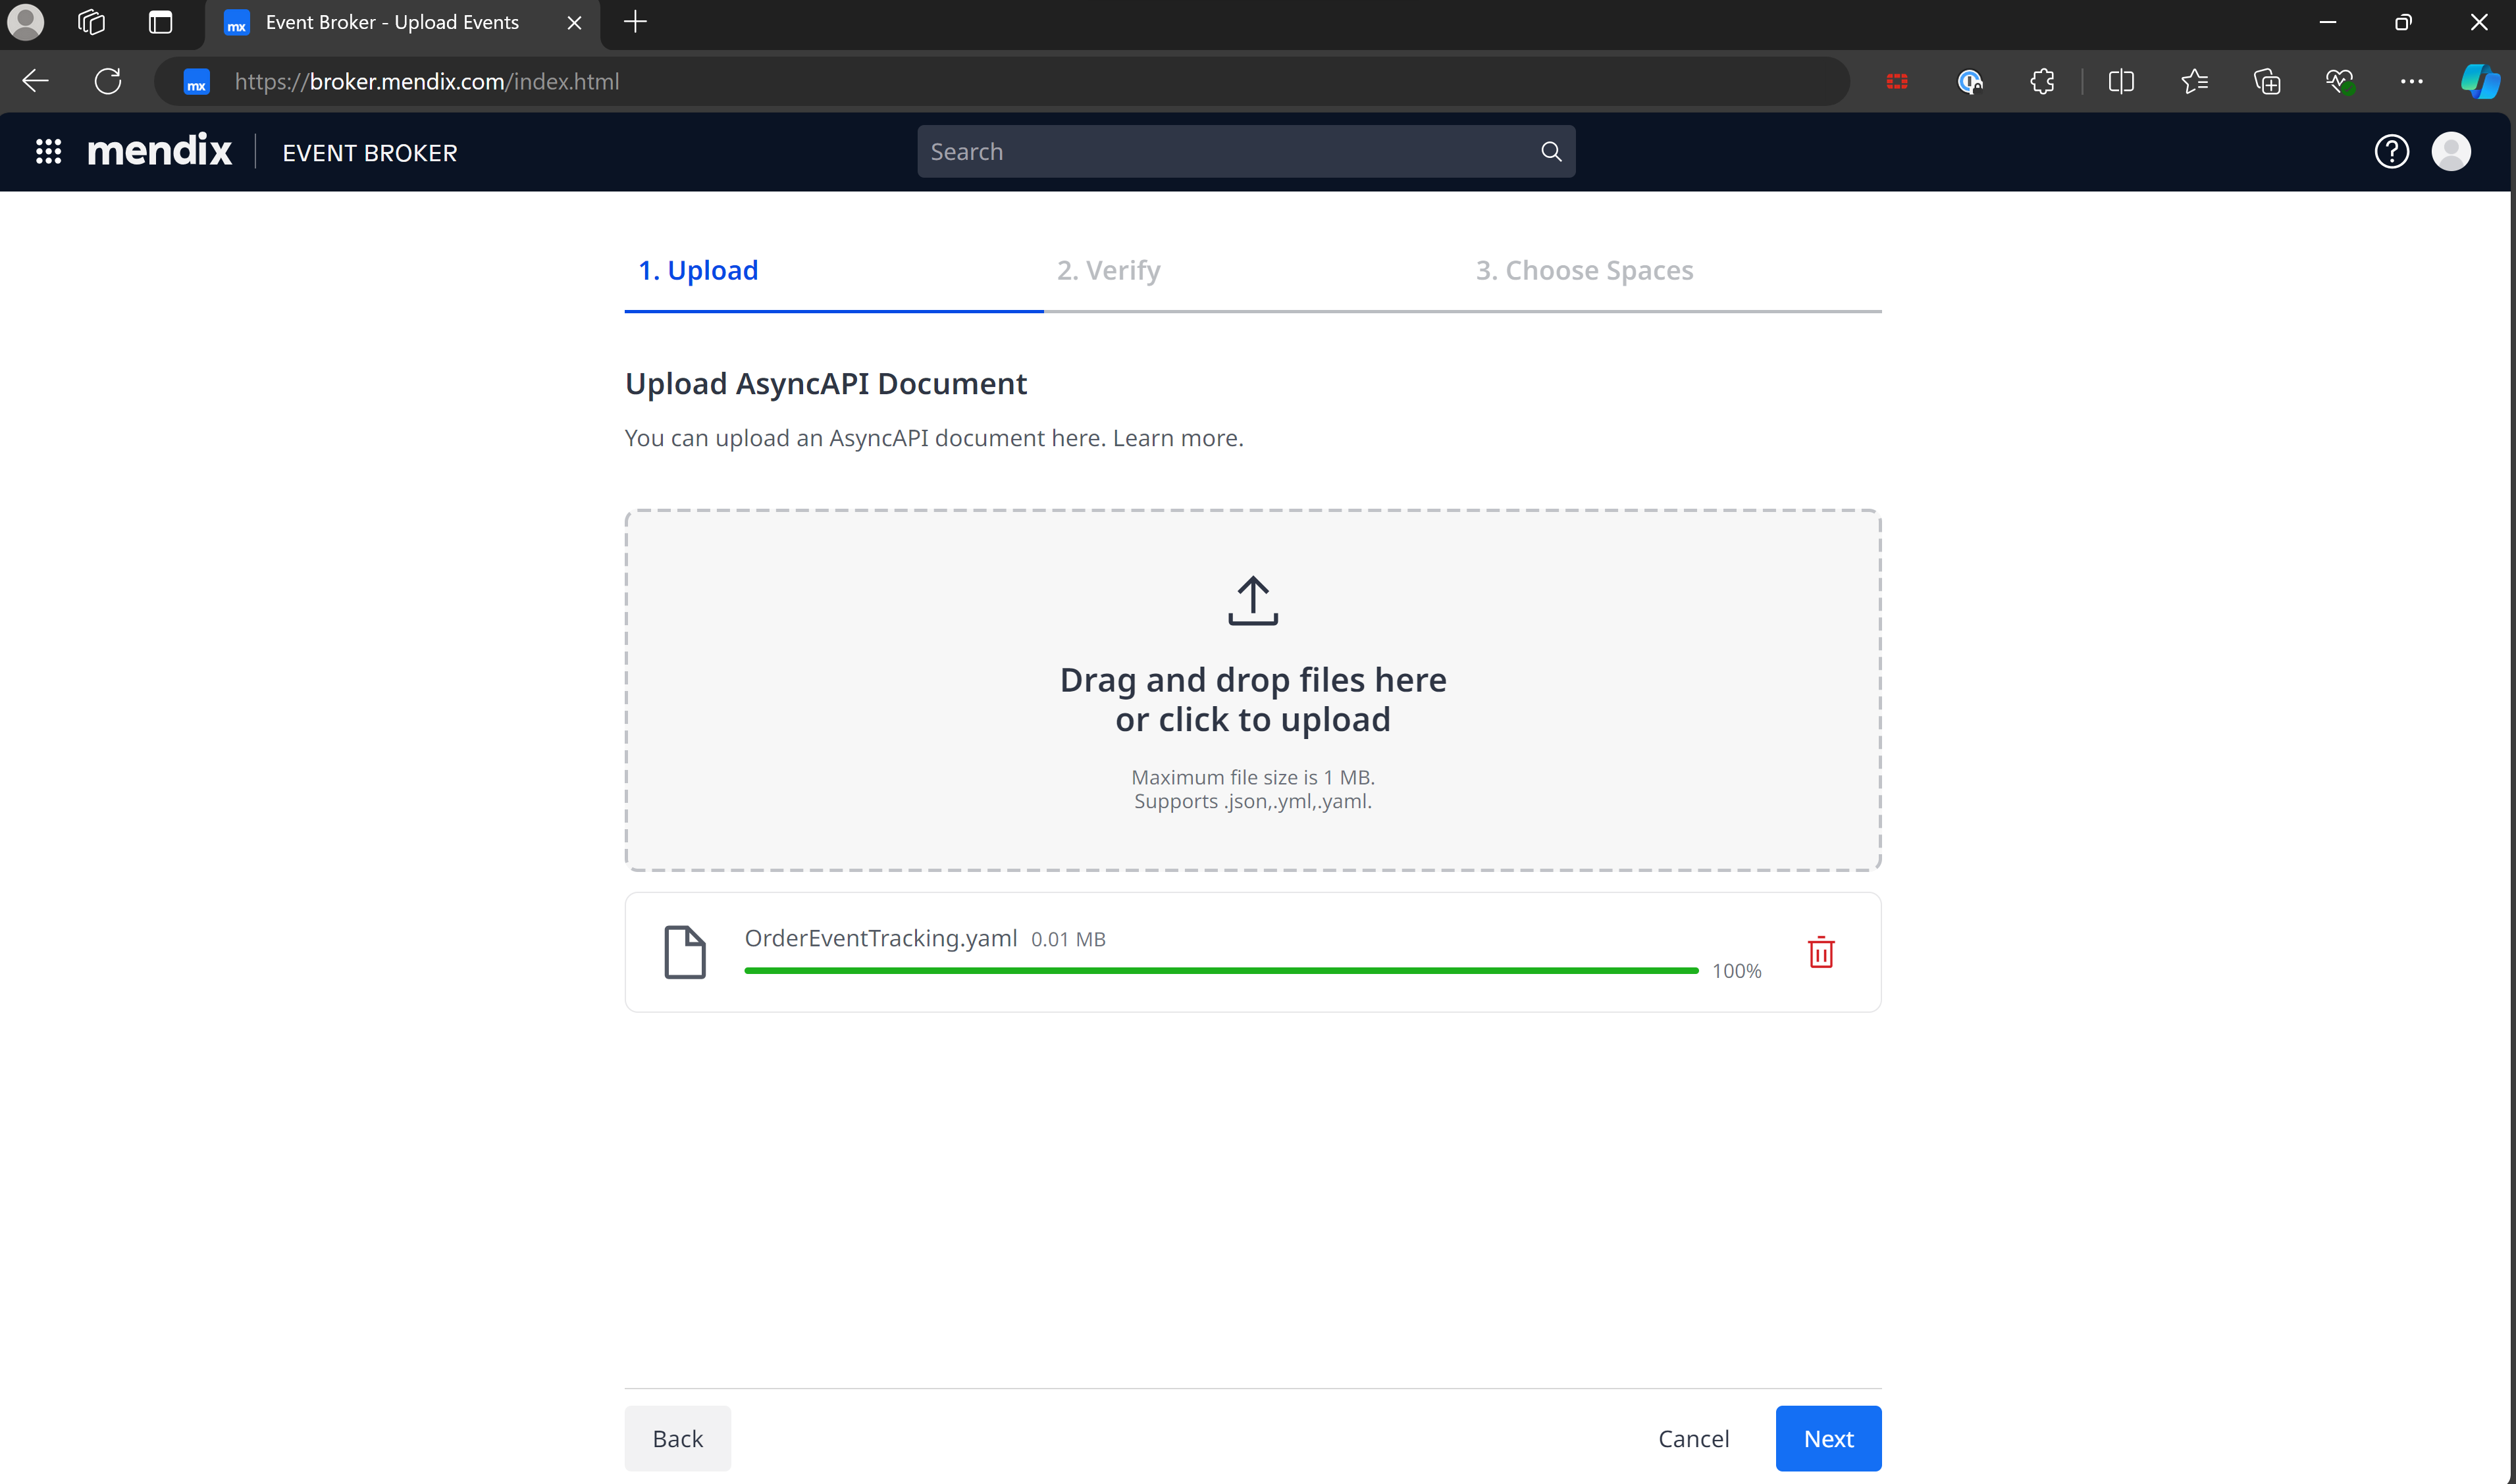 mx Event Broker - Upload Events
mx https://broker.mendix.com/index.html
mendix EVENT BROKER Search
1. Upload 2. Verify 3. Choose Spaces
Upload AsyncAPI Document
You can upload an AsyncAPI document here. Learn more.
Drag and drop files here
or click to upload
Maximum file size is 1 MB.
Supports .json,.yml,.yaml.
OrderEventTracking.yaml 0.01 MB
100%
Back Cancel Next